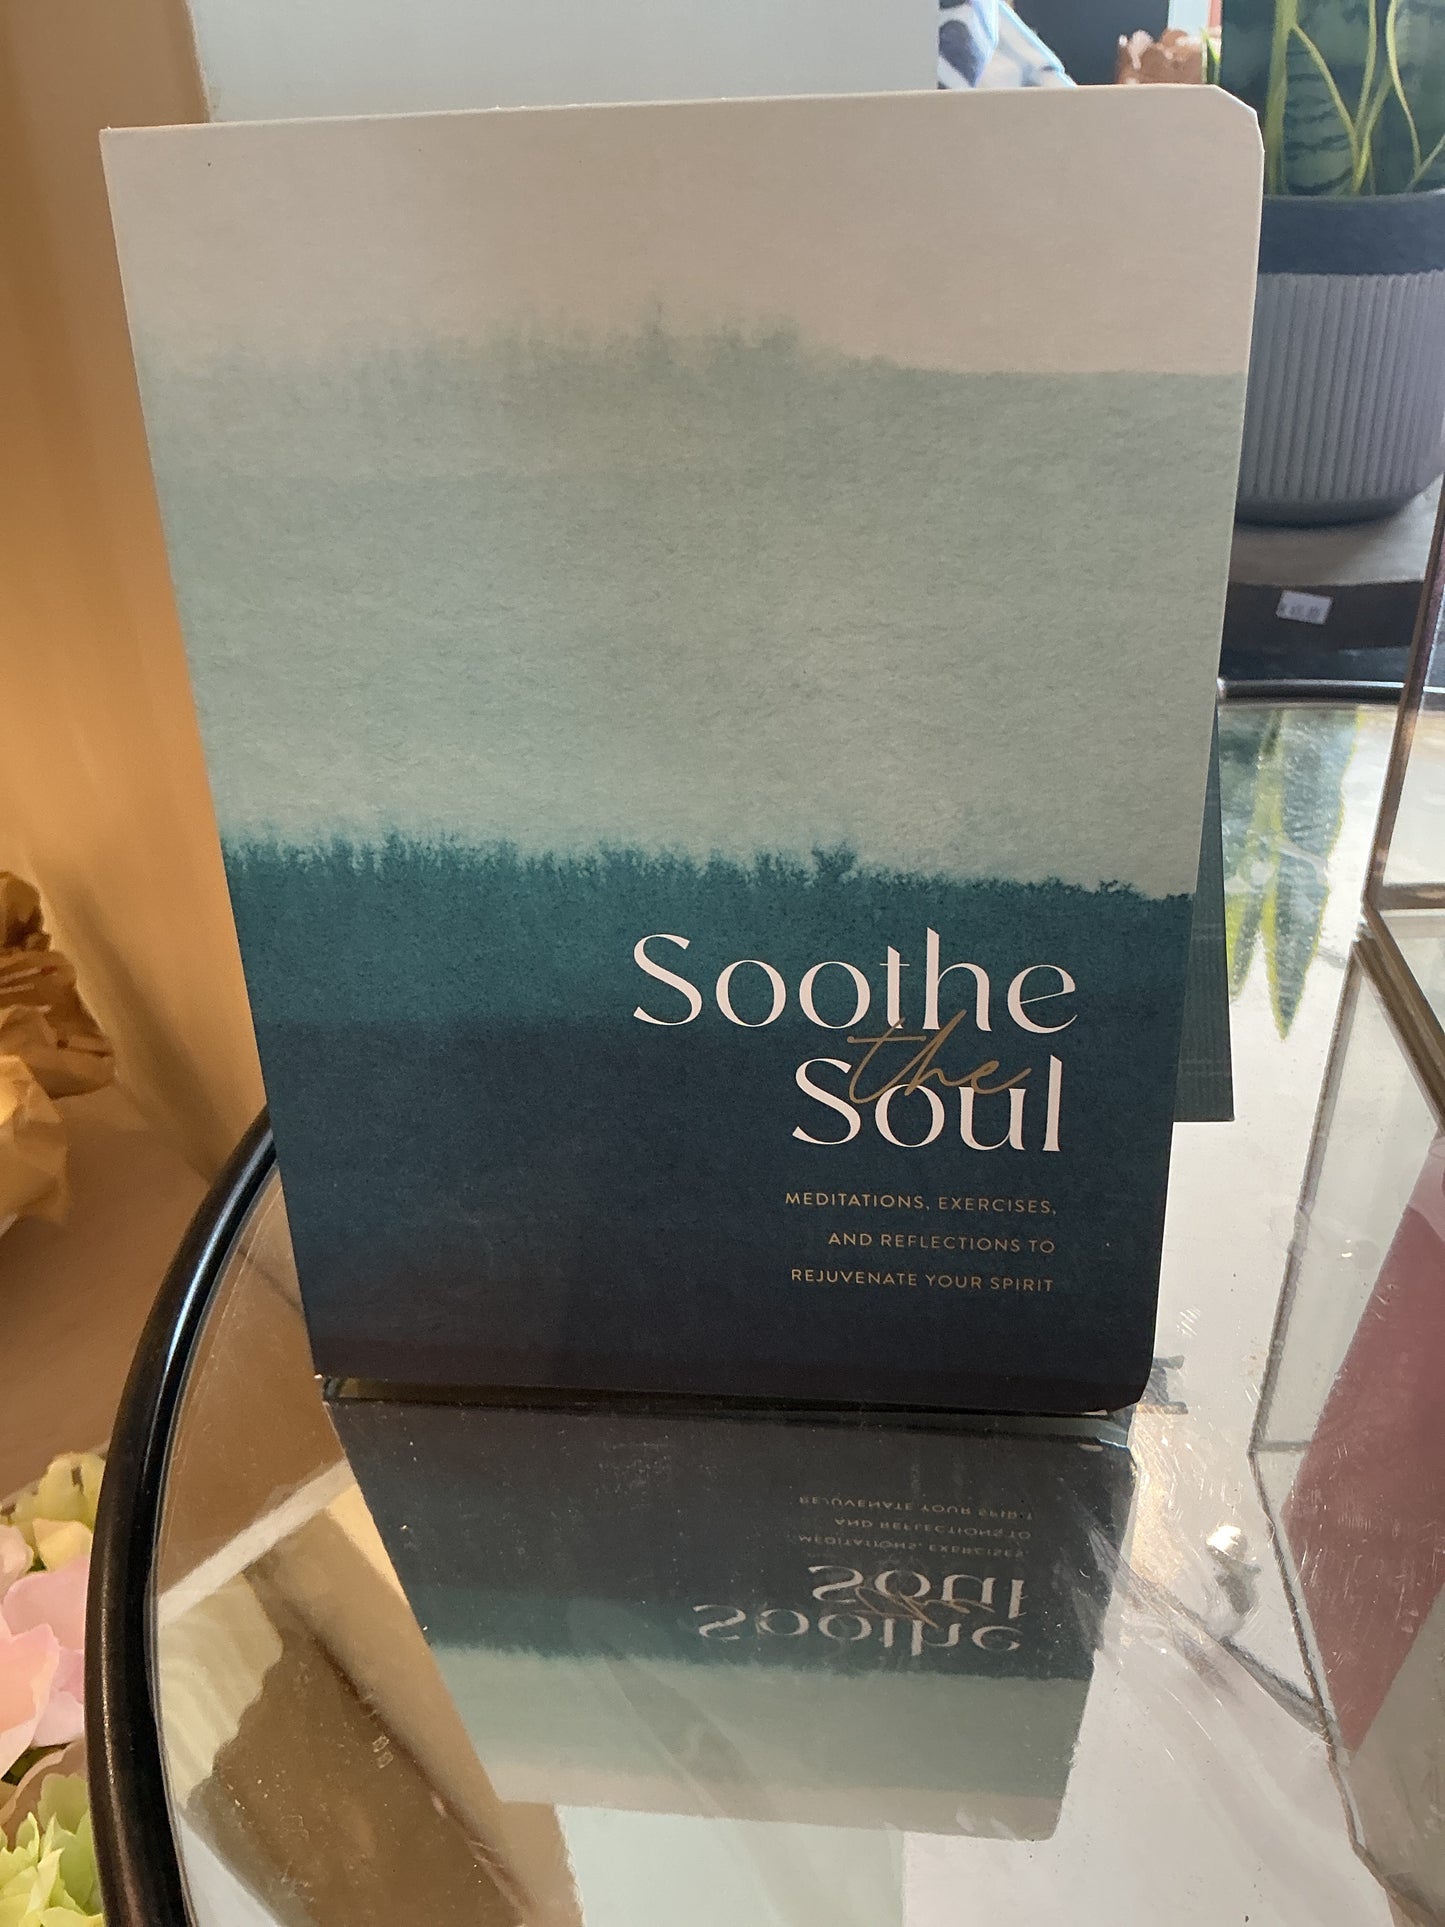 Soothe
the
Soul
MEDITATIONS, EXERCISES,
AND REFLECTIONS TO
REJUVENATE YOUR SPIRIT